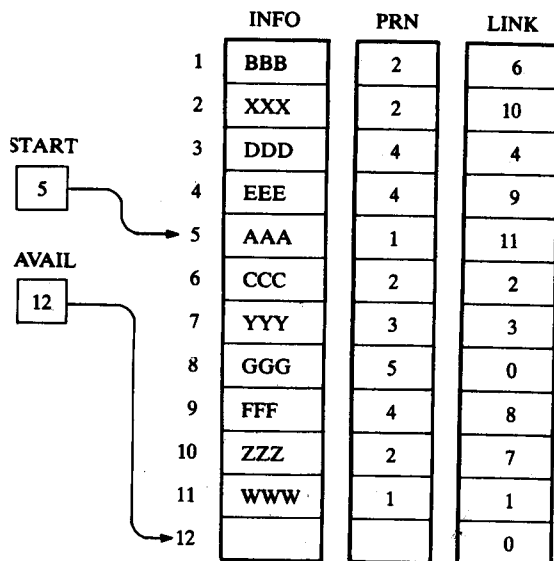 INFO PRN LINK
1 BBB 2 6
2 XXX 2 10
START 3 DDD 4 4
5 4 EEE 4 9
5 AAA 1 11
AVAIL 6 CCC 2 2
12 7 YYY 3 3
8 GGG 5 0
9 FFF 4 8
10 ZZZ 2 7
11 WWW 1 1
12 0